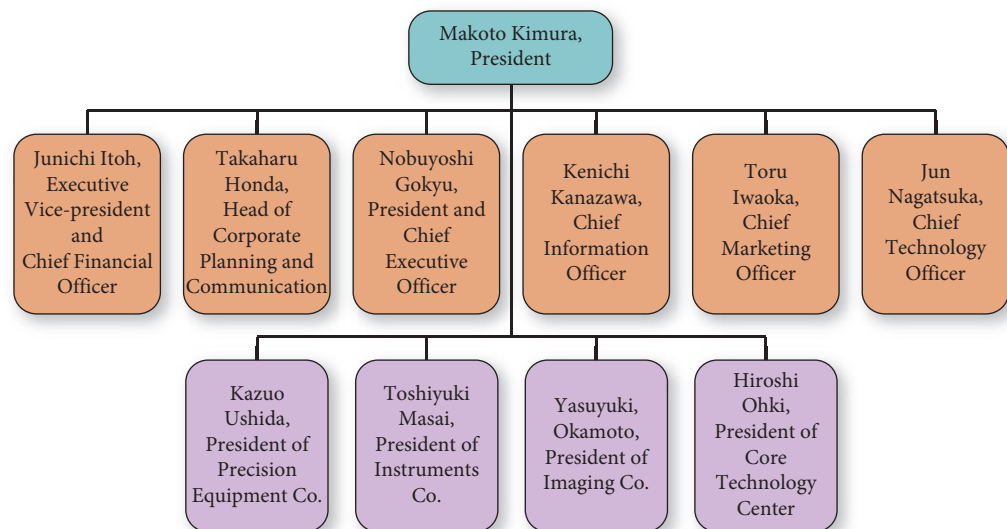 Makoto Kimura,
President
Junichi Itoh,
Executive
Vice-president
and
Chief Financial
Officer
Takaharu
Honda,
Head of
Corporate
Planning and
Communication
Nobuyoshi
Gokyu,
President and
Chief
Executive
Officer
Kenichi
Kanazawa,
Chief
Information
Officer
Toru
Iwaoka,
Chief
Marketing
Officer
Jun
Nagatsuka,
Chief
Technology
Officer
Kazuo
Ushida,
President of
Precision
Equipment Co.
Toshiyuki
Masai,
President of
Instruments
Co.
Yasuyuki,
Okamoto,
President of
Imaging Co.
Hiroshi
Ohki,
President of
Core
Technology
Center